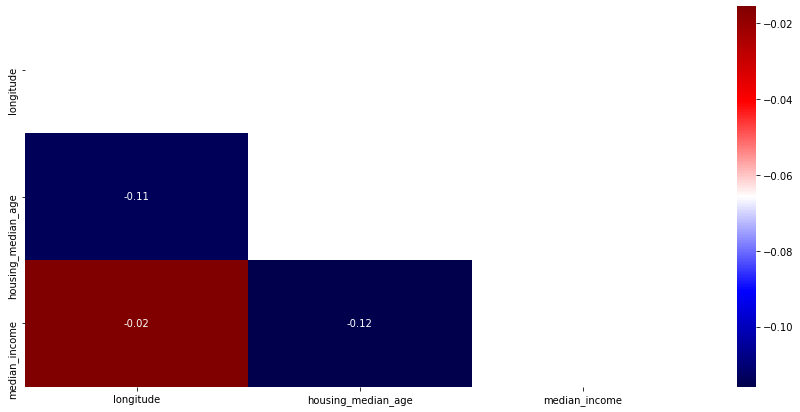 longitude
housing_median_age
median_income
-0.11
-0.02
-0.12
longitude
housing_median_age
median_income
−0.02
−0.04
−0.06
−0.08
−0.10